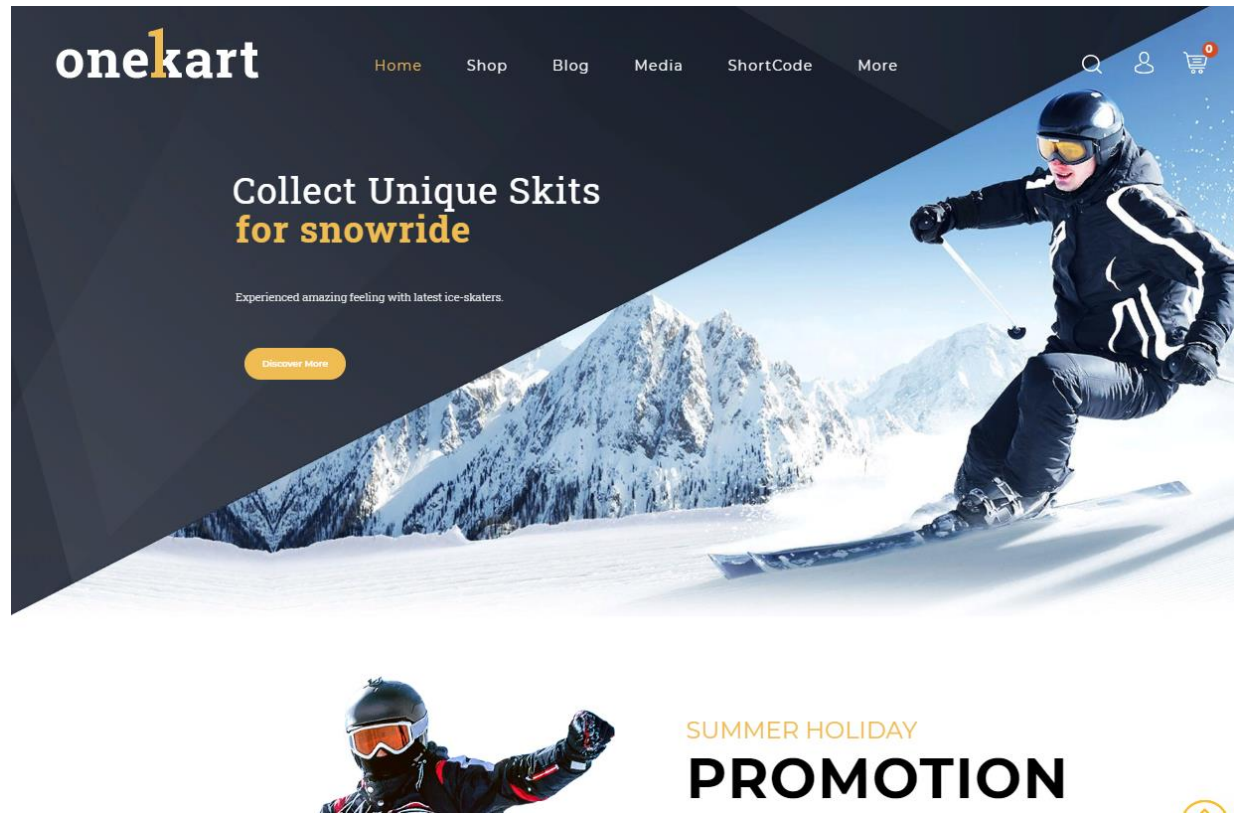 onekart
Home Shop Blog Media ShortCode More
0
Collect Unique Skits
for snowride
Experienced amazing feeling with latest ice-skaters.
Discover More
SUMMER HOLIDAY
PROMOTION